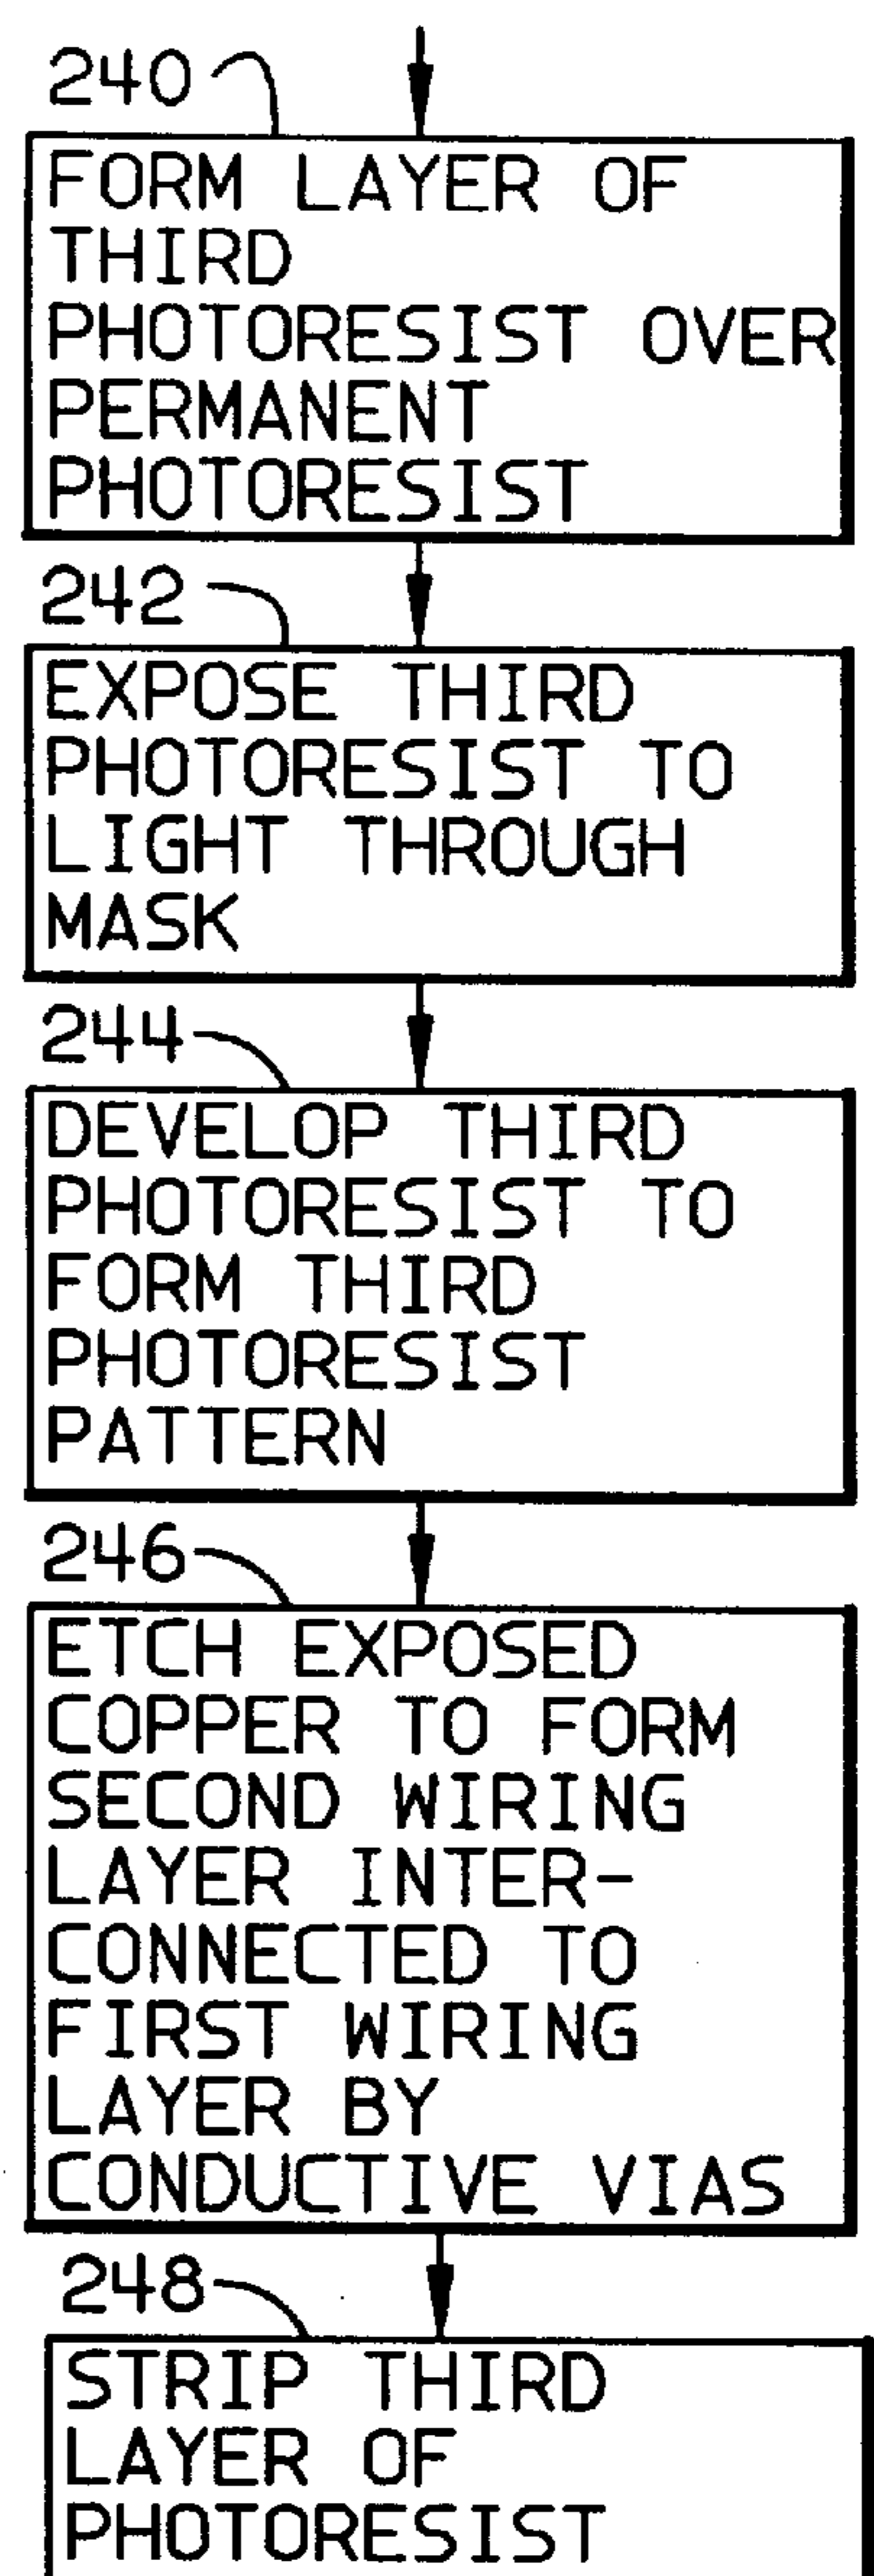 240
FORM LAYER OF
THIRD
PHOTORESIST OVER
PERMANENT
PHOTORESIST
242
EXPOSE THIRD
PHOTORESIST TO
LIGHT THROUGH
MASK
244
DEVELOP THIRD
PHOTORESIST TO
FORM THIRD
PHOTORESIST
PATTERN
246
ETCH EXPOSED
COPPER TO FORM
SECOND WIRING
LAYER INTER-
CONNECTED TO
FIRST WIRING
LAYER BY
CONDUCTIVE VIAS
248
STRIP THIRD
LAYER OF
PHOTORESIST